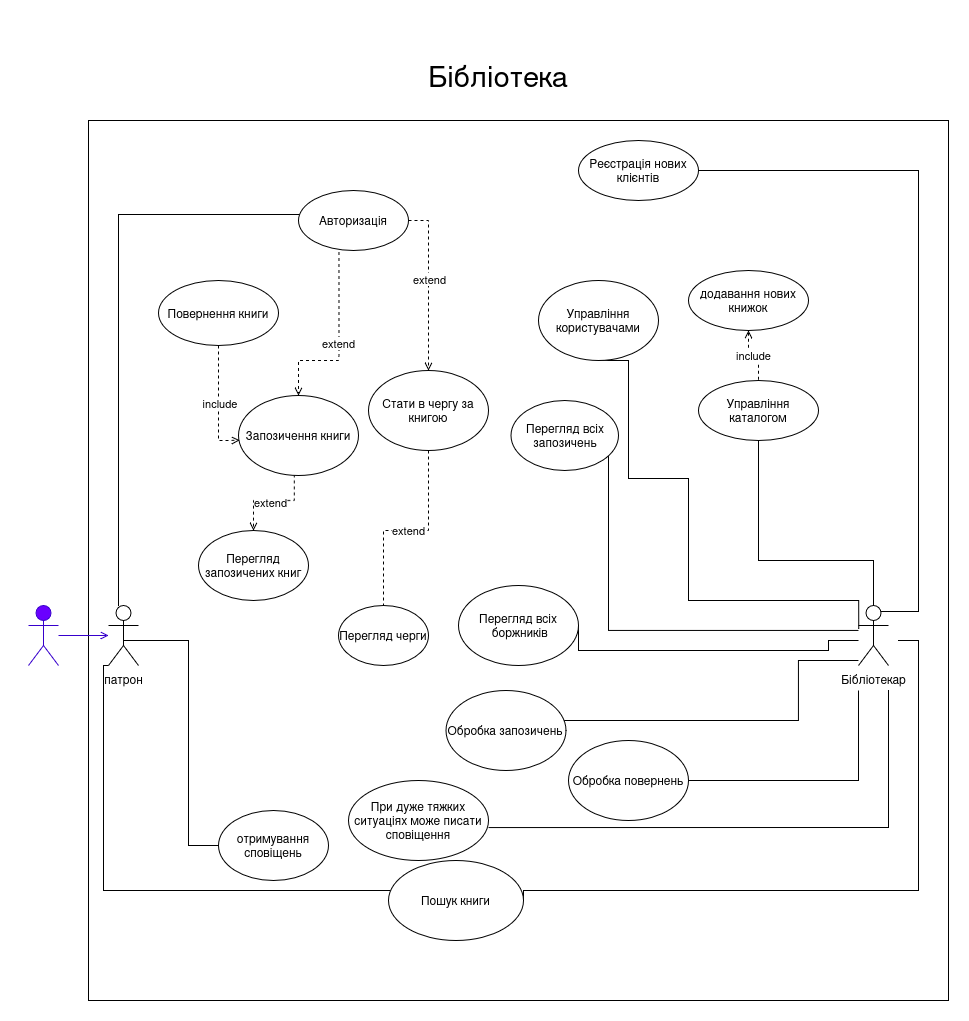 Бібліотека
Реєстрація нових
клієнтів
Авторизація
extend
Повернення книги
додавання нових
книжок
Управління
користувачами
extend
include
include
Стати в чергу за
книгою
Управління
каталогом
Запозичення книги
Перегляд всіх
запозичень
extend
extend
Перегляд
запозичених книг
Перегляд черги
Перегляд всіх
боржників
патрон
Бібліотекар
Обробка запозичень
Обробка повернень
При дуже тяжких
ситуаціях може писати
сповіщення
отримування
сповіщень
Пошук книги